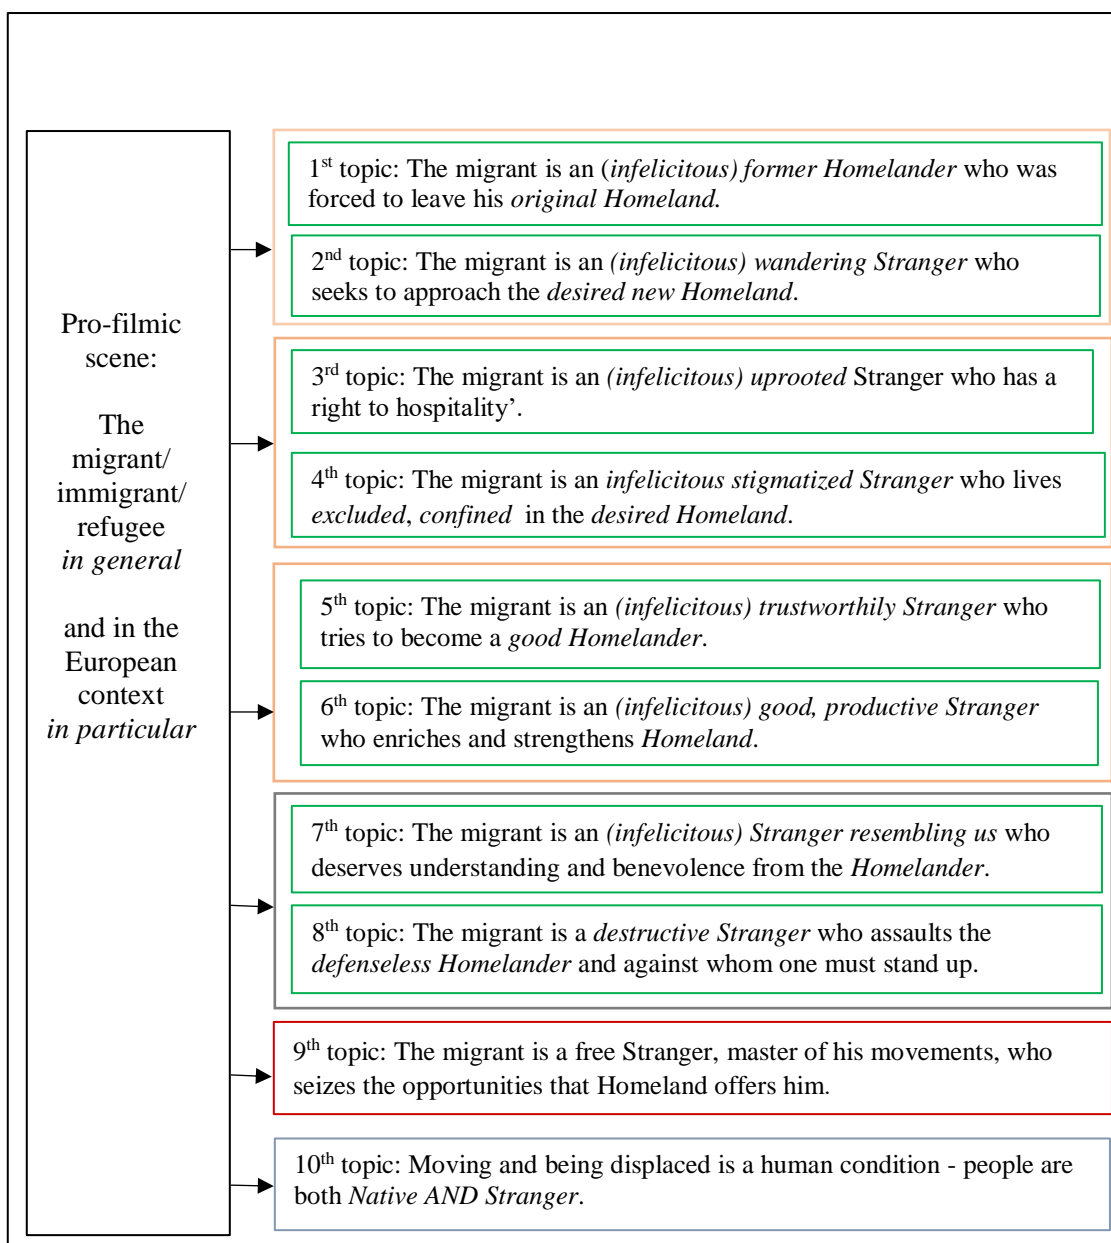 Pro-filmic
scene:
The
migrant/
immigrant/
refugee
in general
and in the
European
context
in particular
1st topic: The migrant is an (infelicitous) former Homelander who was
forced to leave his original Homeland.
2nd topic: The migrant is an (infelicitous) wandering Stranger who
seeks to approach the desired new Homeland.
3rd topic: The migrant is an (infelicitous) uprooted Stranger who has a
right to hospitality’.
4th topic: The migrant is an infelicitous stigmatized Stranger who lives
excluded, confined in the desired Homeland.
5th topic: The migrant is an (infelicitous) trustworthily Stranger who
tries to become a good Homelander.
6th topic: The migrant is an (infelicitous) good, productive Stranger
who enriches and strengthens Homeland.
7th topic: The migrant is an (infelicitous) Stranger resembling us who
deserves understanding and benevolence from the Homelander.
8th topic: The migrant is a destructive Stranger who assaults the
defenseless Homelander and against whom one must stand up.
9th topic: The migrant is a free Stranger, master of his movements, who
seizes the opportunities that Homeland offers him.
10th topic: Moving and being displaced is a human condition - people are
both Native AND Stranger.